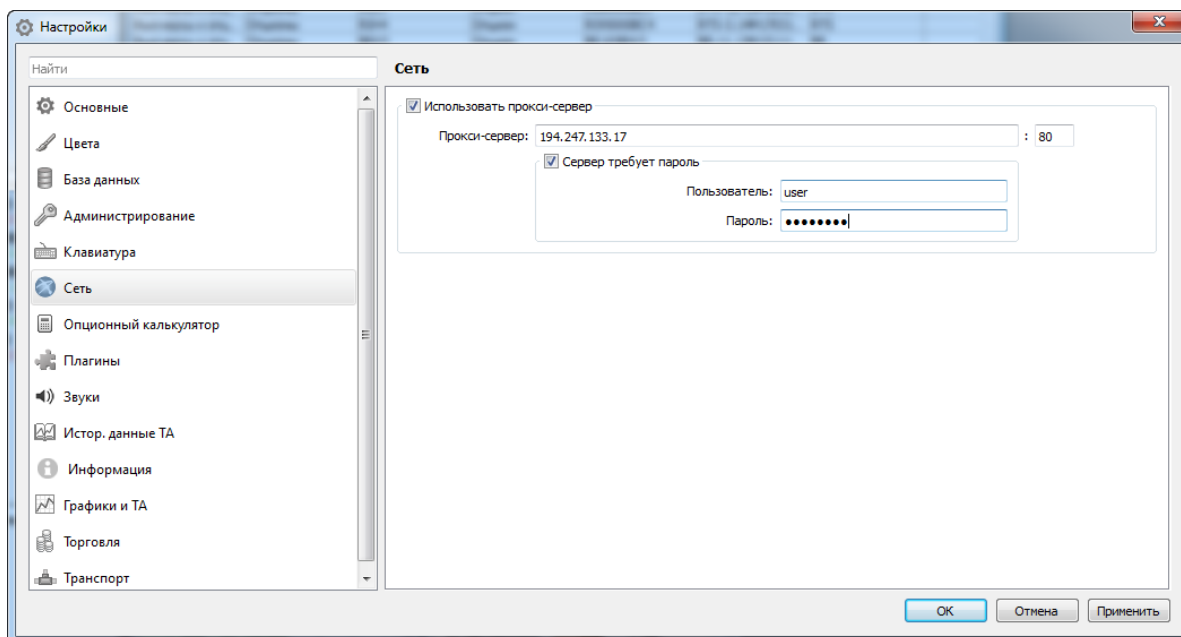 Настройки
Найти
Основные
Цвета
База данных
Администрирование
Клавиатура
Сеть
Опционный калькулятор
Плагины
Звуки
Истор. данные ТА
Информация
Графики и ТА
Торговля
Транспорт
Сеть
Использовать прокси-сервер
Прокси-сервер: 194.247.133.17 : 80
Сервер требует пароль
Пользователь: user
Пароль: ●●●●●●●●
OK Отмена Применить